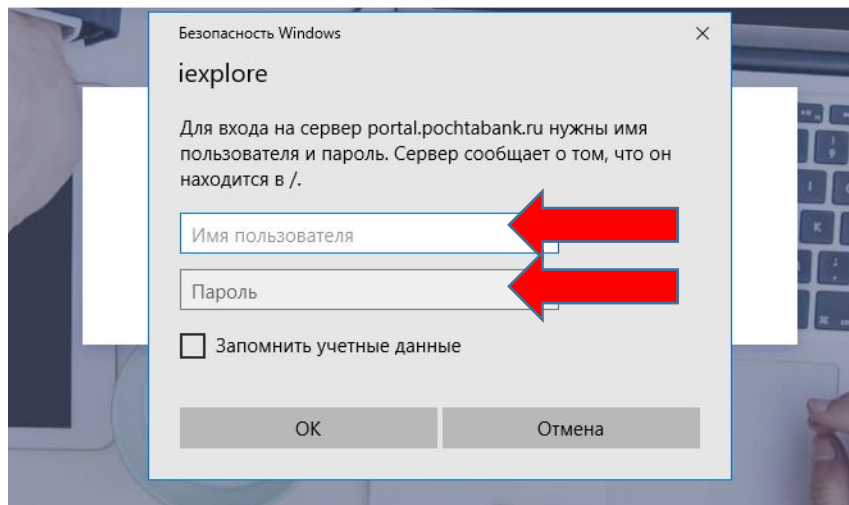 Безопасность Windows
iexplore
Для входа на сервер portal.pochtabank.ru нужны имя
пользователя и пароль. Сервер сообщает о том, что он
находится в /.
Имя пользователя
Пароль
Запомнить учетные данные
ОК
Отмена